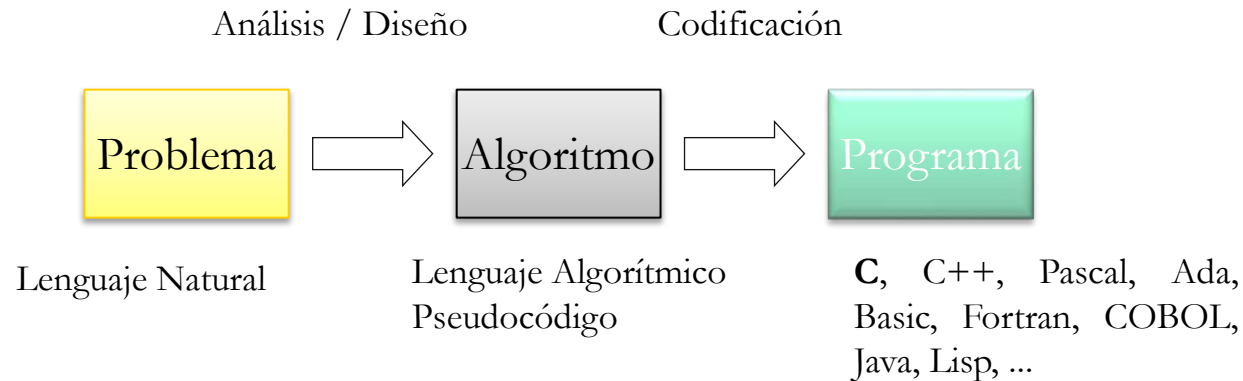 Análisis / Diseño
Codificación
Problema
Algoritmo
Programa
Lenguaje Natural
Lenguaje Algorítmico
Pseudocódigo
C, C++, Pascal, Ada,
Basic, Fortran, COBOL,
Java, Lisp, ...